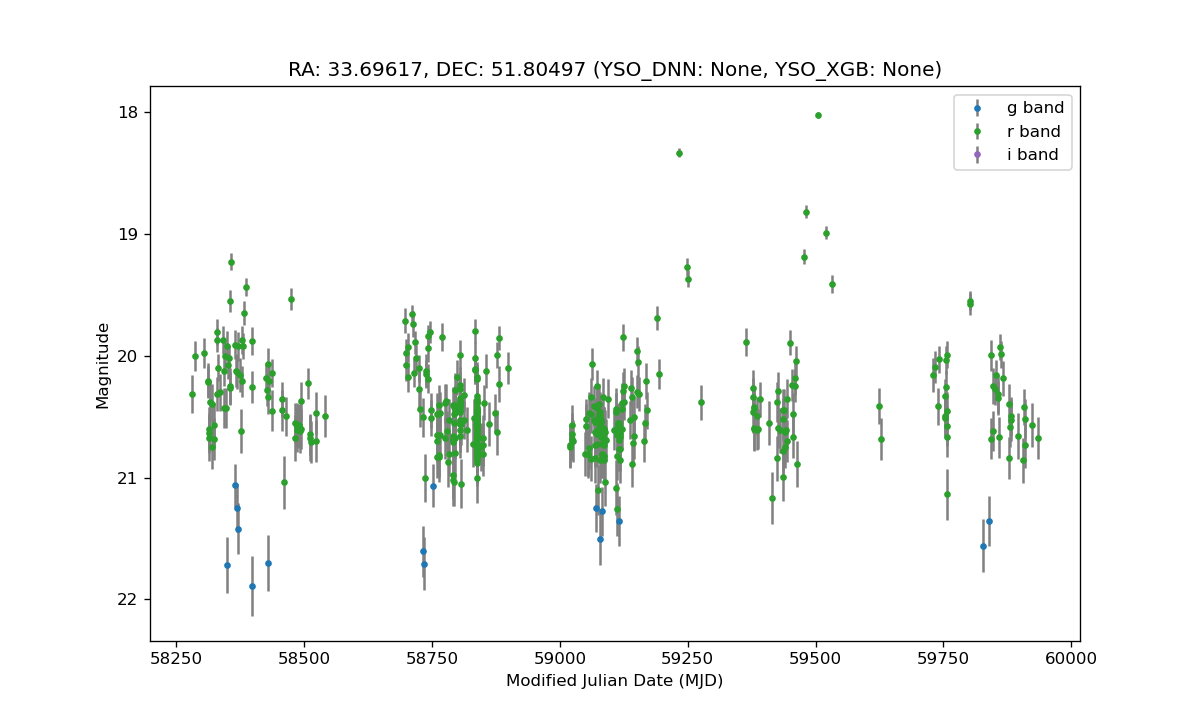 RA: 33.69617, DEC: 51.80497 (YSO_DNN: None, YSO_XGB: None)
g band
r band
i band
18
19
20
21
22
Magnitude
58250 58500 58750 59000 59250 59500 59750 60000
Modified Julian Date (MJD)